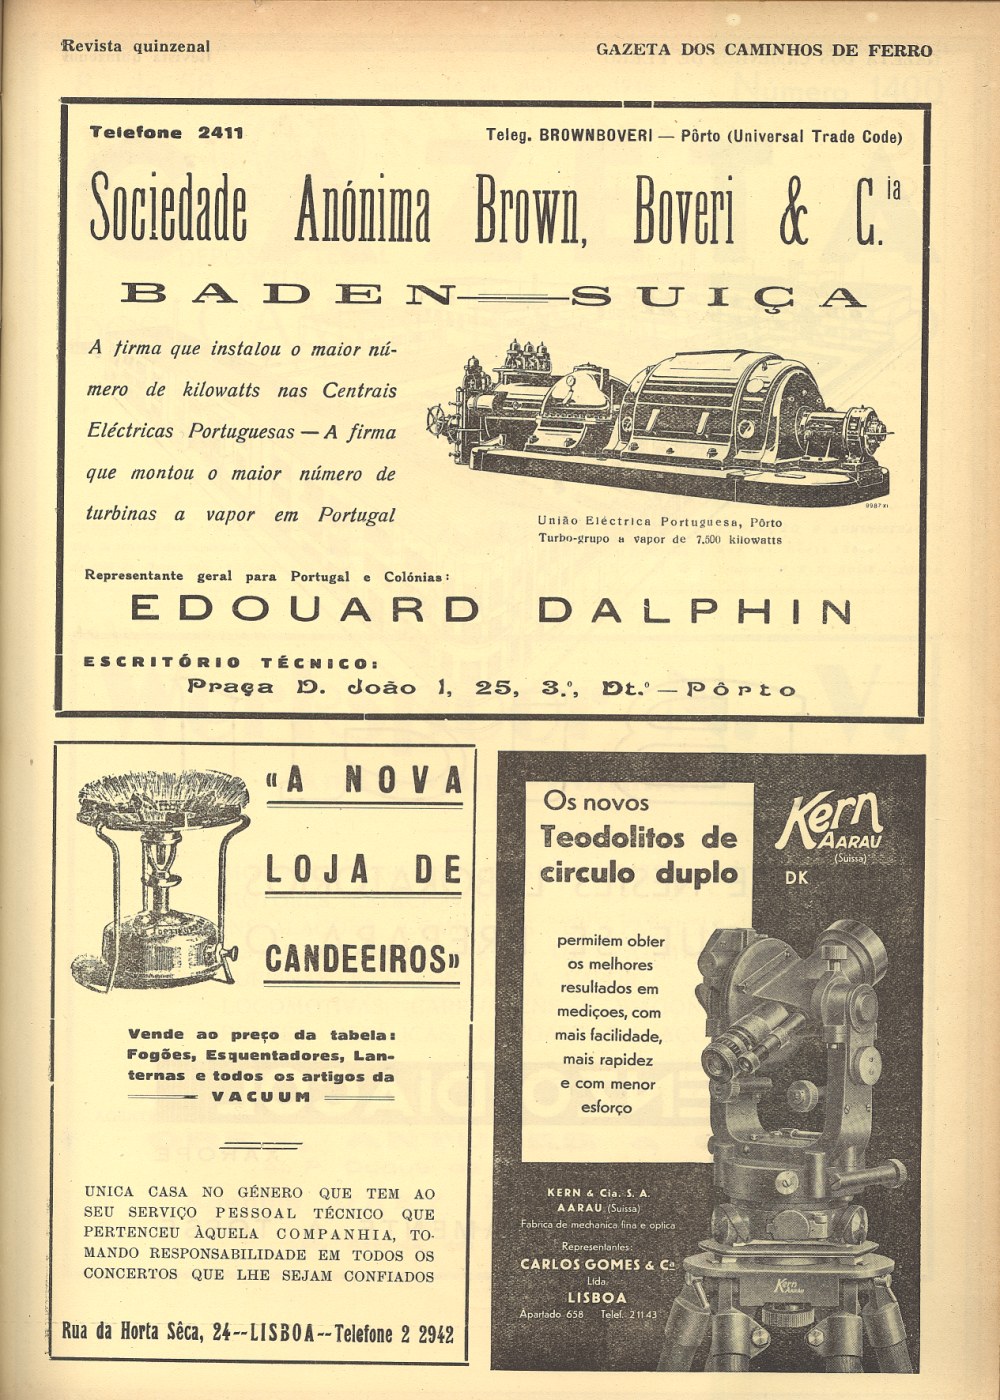 Revista quinzenal
GAZETA DOS CAMINHOS DE FERRO
Telefone 2411
Teleg. BROWNBOVERI — Pôrto (Universal Trade Code)
Sociedade Anónima Brown, Boveri & C.ia
BADEN—SUIÇA
A firma que instalou o maior nú-
mero de kilowatts nas Centrais
Eléctricas Portuguesas — A firma
que montou o maior número de
turbinas a vapor em Portugal
9987 XI
União Eléctrica Portuguesa, Pôrto
Turbo-grupo a vapor de 7.500 kilowatts
Representante geral para Portugal e Colónias:
EDOUARD DALPHIN
ESCRITÓRIO TÉCNICO:
Praça D. João 1, 25, 3.º, Dt.º — Pôrto
«A NOVA
LOJA DE
CANDEEIROS»
Vende ao preço da tabela:
Fogões, Esquentadores, Lan-
ternas e todos os artigos da
VACUUM
UNICA CASA NO GÉNERO QUE TEM AO
SEU SERVIÇO PESSOAL TÉCNICO QUE
PERTENCEU ÀQUELA COMPANHIA, TO-
MANDO RESPONSABILIDADE EM TODOS OS
CONCERTOS QUE LHE SEJAM CONFIADOS
Rua da Horta Sêca, 24--LISBOA--Telefone 2 2942
Os novos
Teodolitos de
circulo duplo
Kern
AARAU
(Suissa)
DK
permitem obter
os melhores
resultados em
mediçoes, com
mais facilidade,
mais rapidez
e com menor
esforço
KERN & Cia. S. A.
AARAU (Suissa)
Fabrica de mechanica fina e optica
Representantes:
CARLOS GOMES & Cª
Ltda.
LISBOA
Apartado 658 Telef. 21143
Kern
AARAU